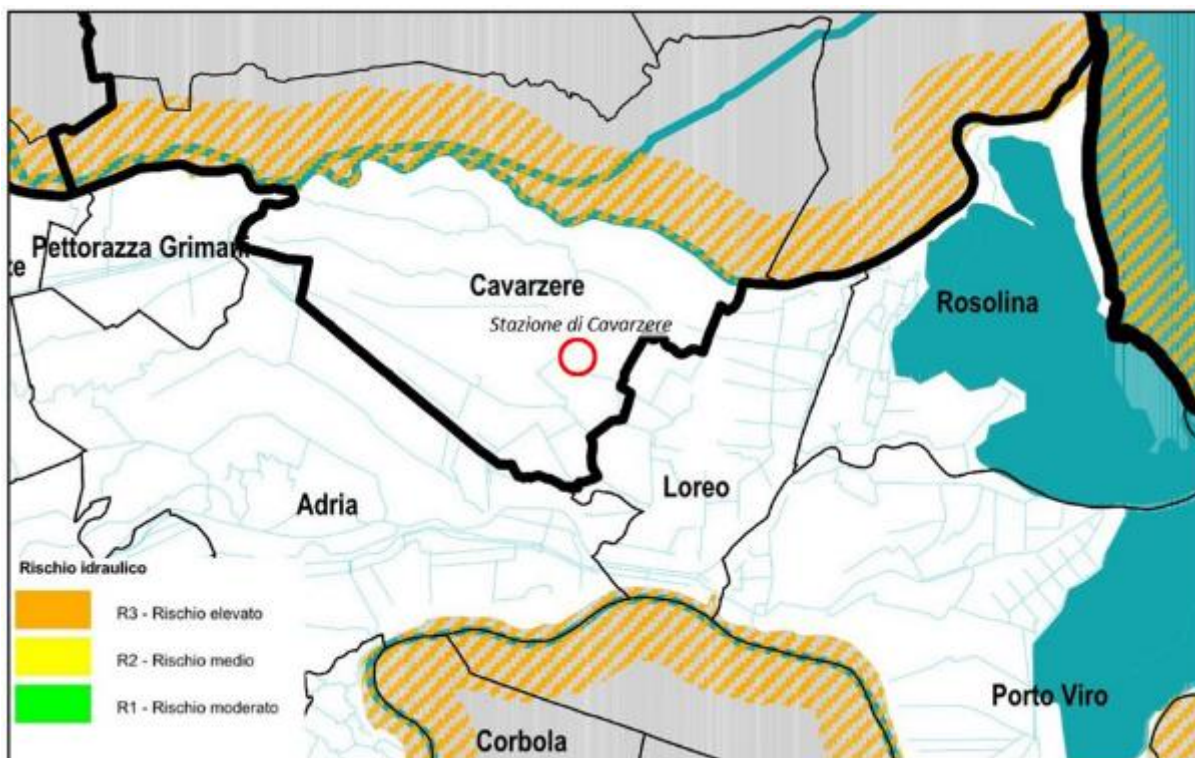 Pettorazza Grimani
ze
Cavarzere
Rosolina
Stazione di Cavarzere
Loreo
Adria
Rischio idraulico
R3 - Rischio elevato
R2 - Rischio medio
R1 - Rischio moderato
Porto Viro
Corbola